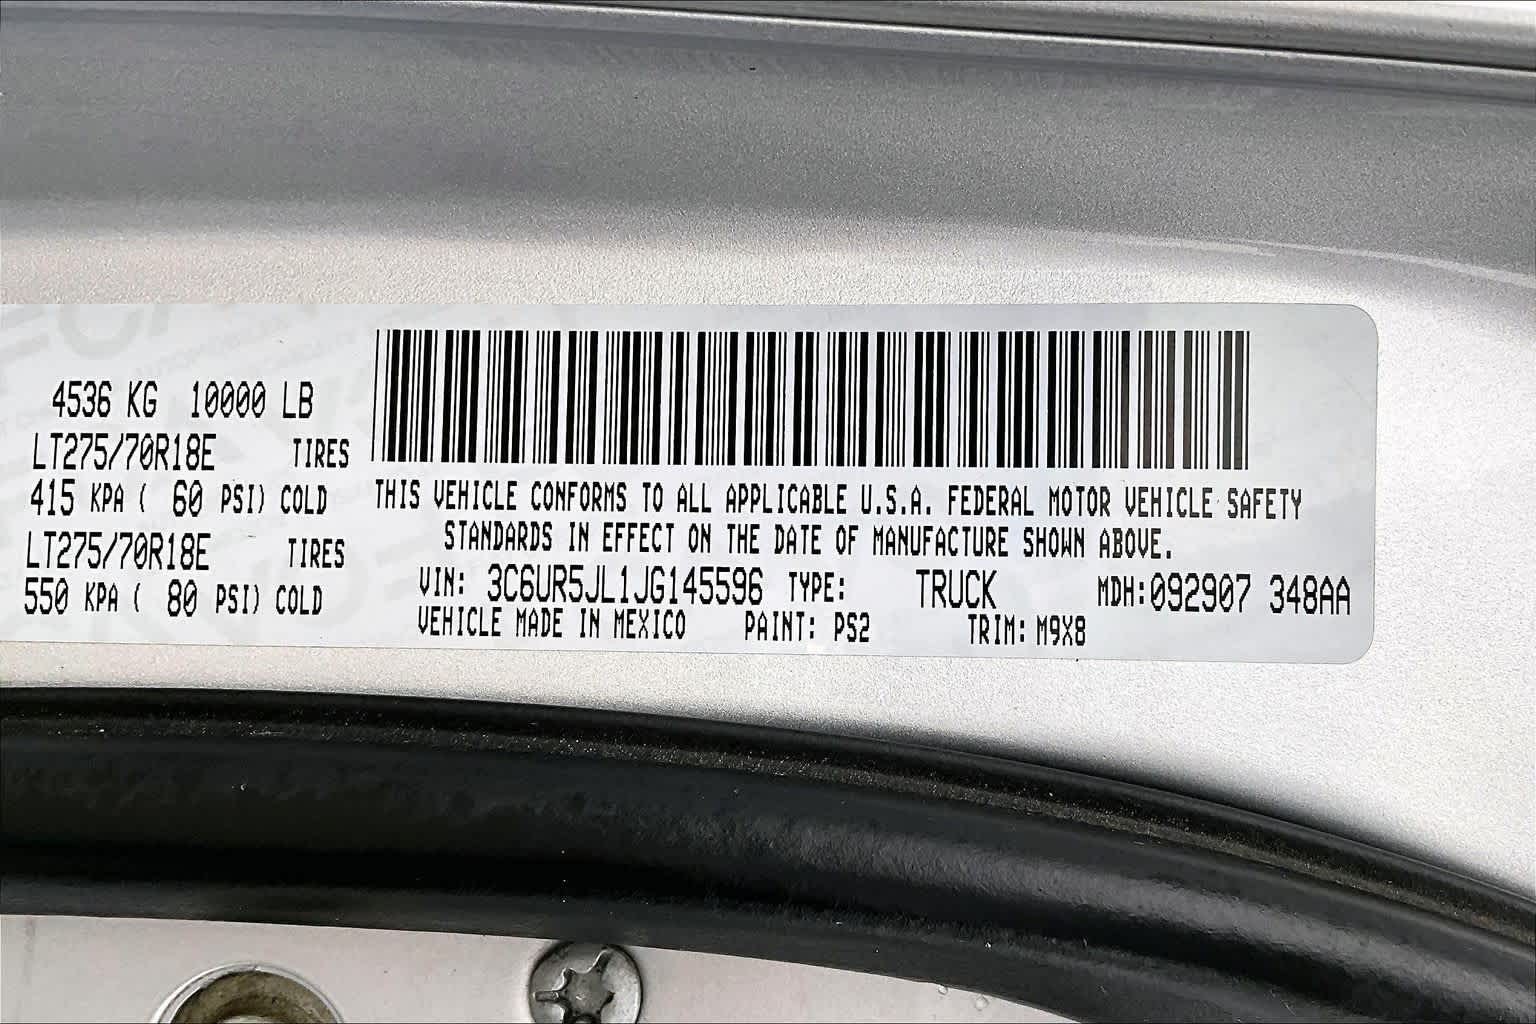 4536 KG 10000 LB
LT275/70R18E TIRES
415 KPA ( 60 PSI) COLD
LT275/70R18E TIRES
550 KPA ( 80 PSI) COLD
THIS VEHICLE CONFORMS TO ALL APPLICABLE U.S.A. FEDERAL MOTOR VEHICLE SAFETY
STANDARDS IN EFFECT ON THE DATE OF MANUFACTURE SHOWN ABOVE.
VIN: 3C6UR5JL1JG145596 TYPE: TRUCK MDH:092907 348AA
VEHICLE MADE IN MEXICO PAINT: PS2 TRIM: M9X8